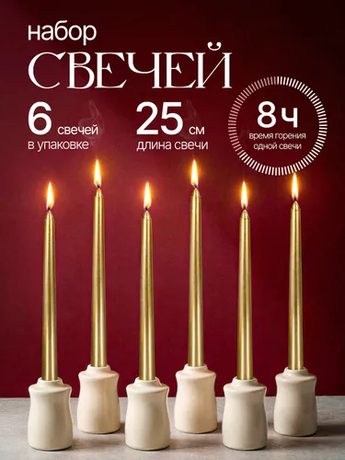 набор
СВЕЧЕЙ
6 свечей
в упаковке
25 см
длина свечи
8 ч
время горения
одной свечи